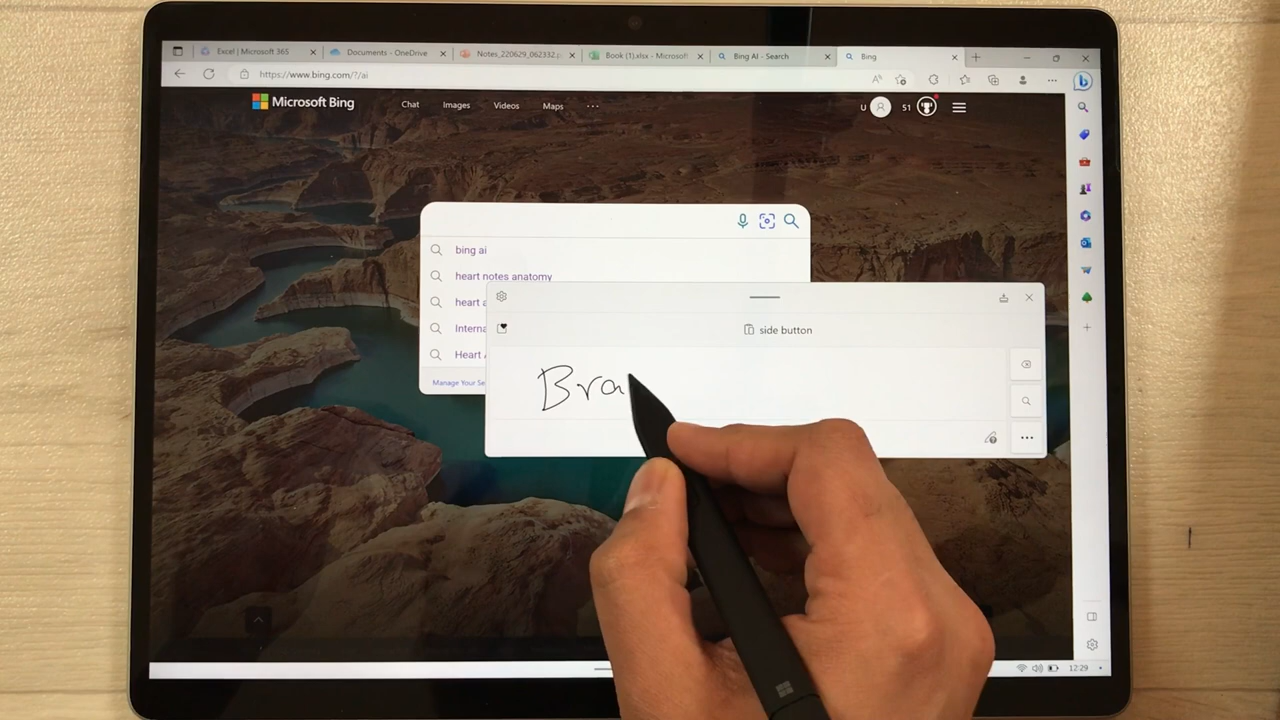 Excel | Microsoft 365
Documents - OneDrive
Notes_220629_062332.p
Book (1).xlsx - Microsoft
Bing AI - Search
Bing
https://www.bing.com/?/ai
Microsoft Bing
Chat
Images
Videos
Maps
U
51
bing ai
heart notes anatomy
heart a
Interna
Heart
Manage Your Se
side button
Bra
12:29